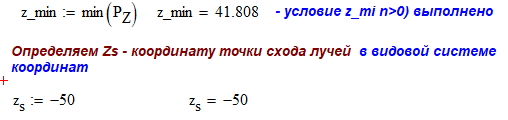 z_min := min(P_Z) z_min = 41.808 - условие z_mi n>0) выполнено
Определяем Zs - координату точки схода лучей в видовой системе
координат
z_s := -50 z_s = -50